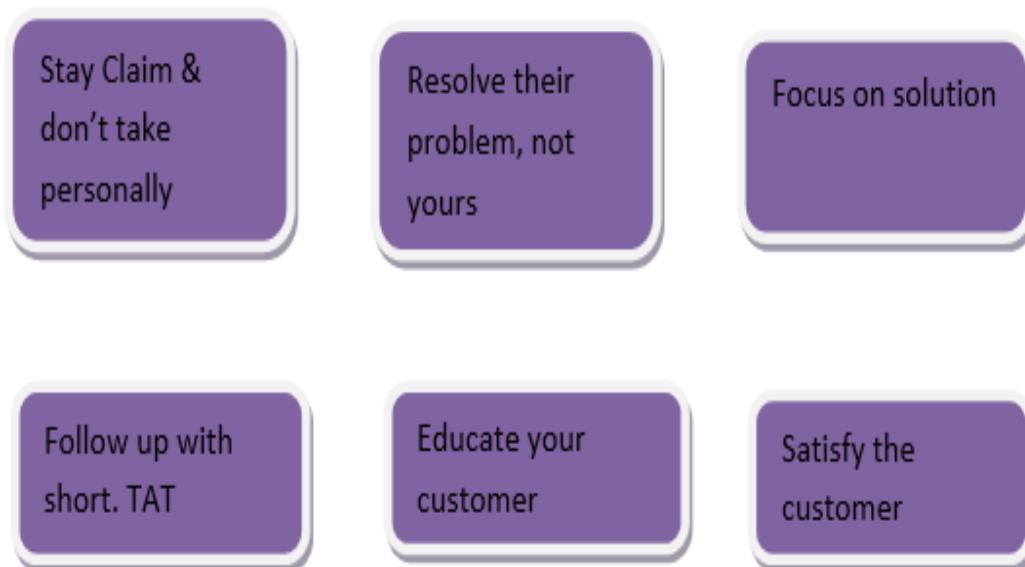 Stay Claim &
don't take
personally
Resolve their
problem, not
yours
Focus on solution
Follow up with
short. TAT
Educate your
customer
Satisfy the
customer